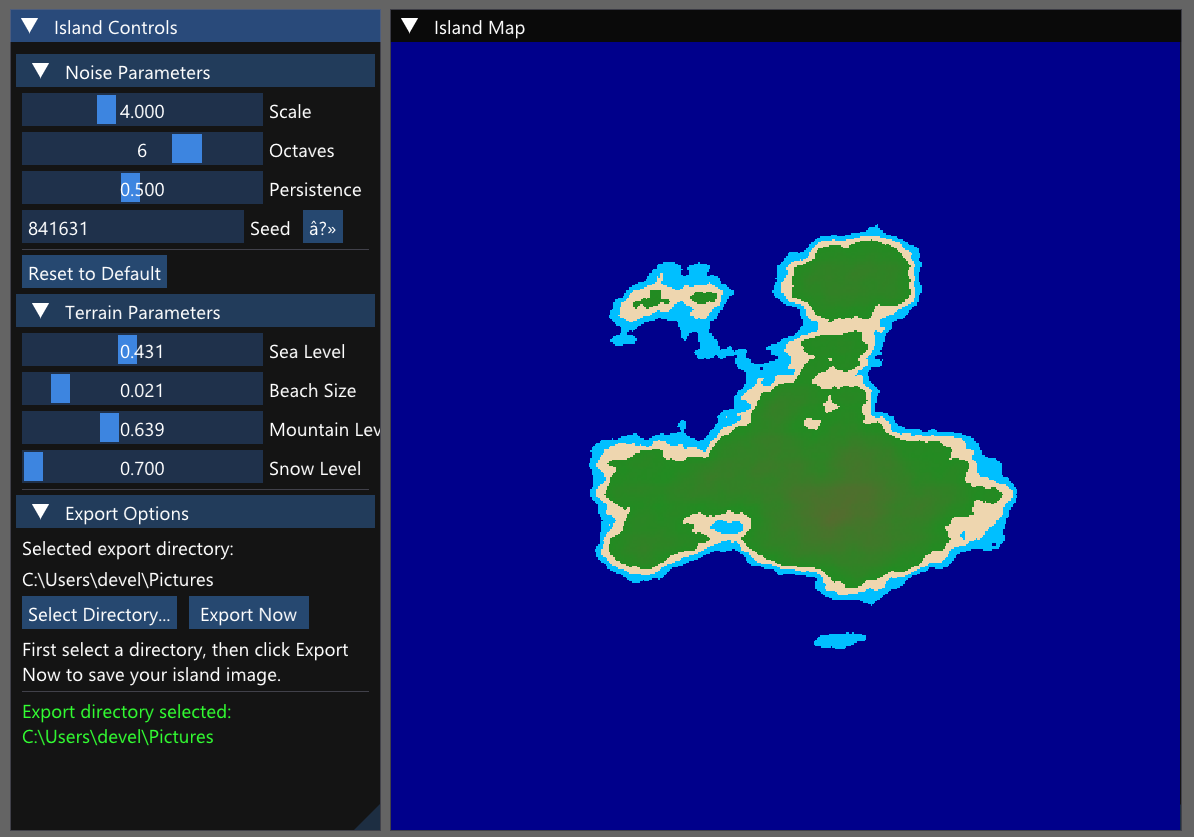 Island Controls
Noise Parameters
4.000 Scale
6 Octaves
0.500 Persistence
841631 Seed â?»
Reset to Default
Terrain Parameters
0.431 Sea Level
0.021 Beach Size
0.639 Mountain Lev
0.700 Snow Level
Export Options
Selected export directory:
C:\Users\devel\Pictures
Select Directory... Export Now
First select a directory, then click Export
Now to save your island image.
Export directory selected:
C:\Users\devel\Pictures
Island Map